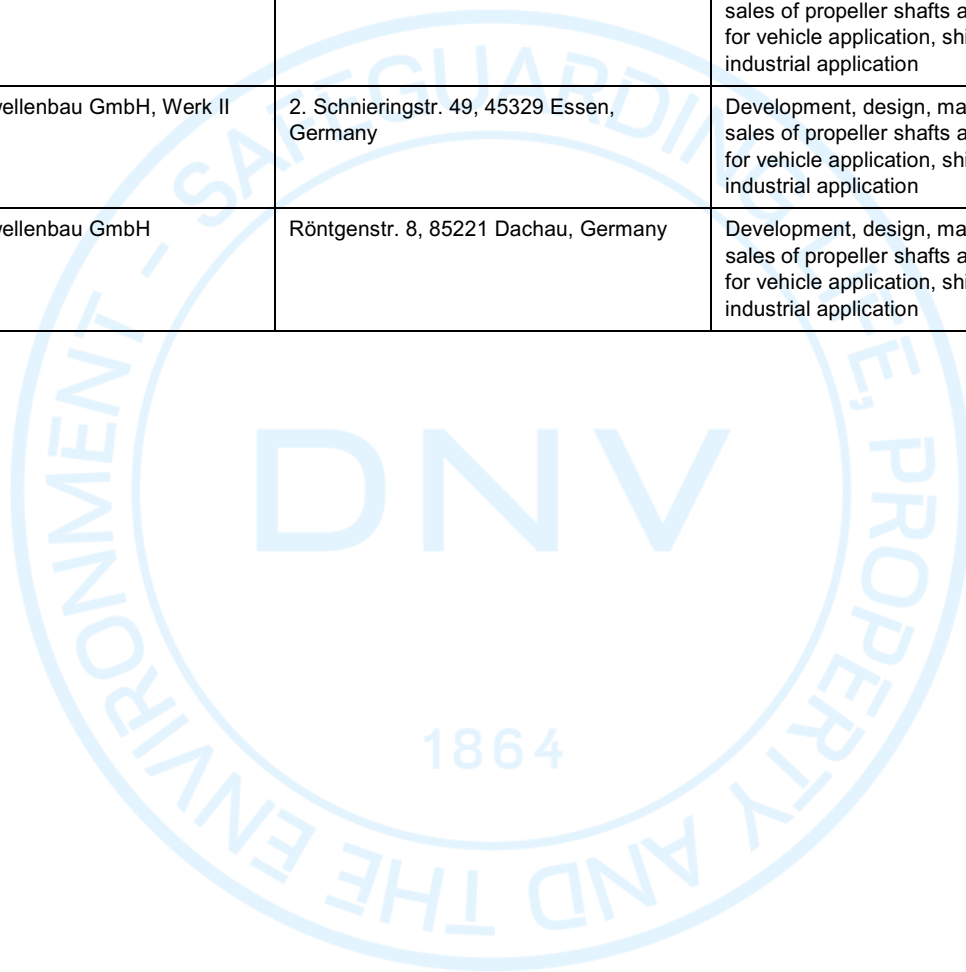 sales of propeller shafts a
for vehicle application, shi
industrial application
ellenbau GmbH, Werk II
2. Schnieringstr. 49, 45329 Essen,
Germany
Development, design, ma
sales of propeller shafts a
for vehicle application, shi
industrial application
ellenbau GmbH
Röntgenstr. 8, 85221 Dachau, Germany
Development, design, ma
sales of propeller shafts a
for vehicle application, shi
industrial application
SAFEGUARDING LIFE, PROPERTY AND THE ENVIRONMENT -
DNV
1864